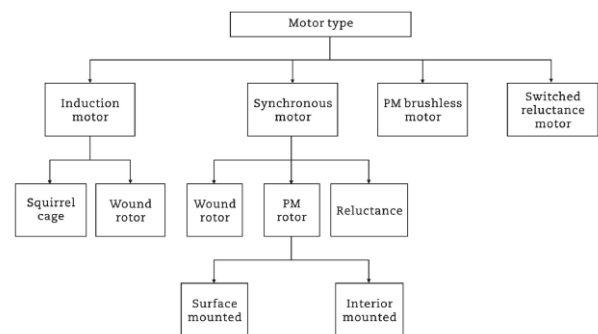 Motor type
Induction
motor
Synchronous
motor
PM brushless
motor
Switched
reluctance
motor
Squirrel
cage
Wound
rotor
Wound
rotor
PM
rotor
Reluctance
Surface
mounted
Interior
mounted